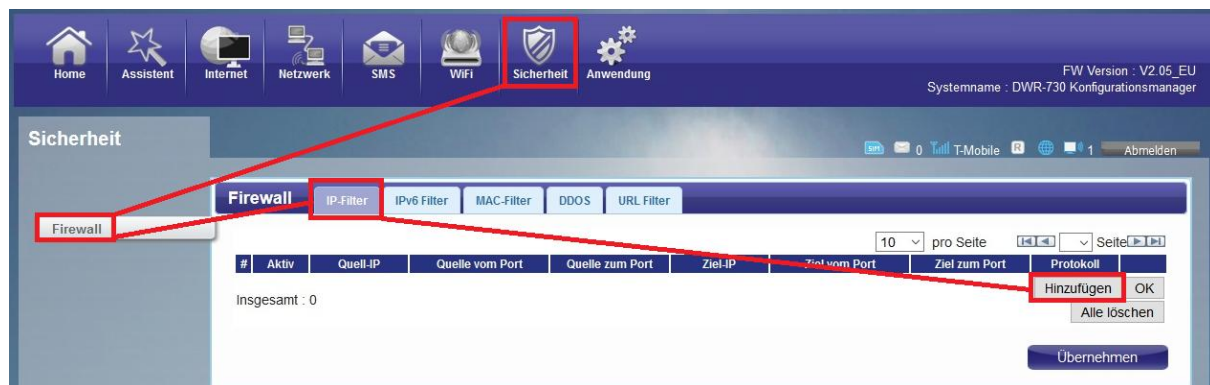 Home Assistent Internet Netzwerk SMS WiFi Sicherheit Anwendung
FW Version : V2.05_EU
Systemname : DWR-730 Konfigurationsmanager
Sicherheit
SIM 0 T-Mobile R 1 Abmelden
Firewall IP-Filter IPv6 Filter MAC-Filter DDOS URL Filter
Firewall
10 pro Seite Seite
# Aktiv Quell-IP Quelle vom Port Quelle zum Port Ziel-IP Ziel vom Port Ziel zum Port Protokoll
Insgesamt : 0
Hinzufügen OK
Alle löschen
Übernehmen